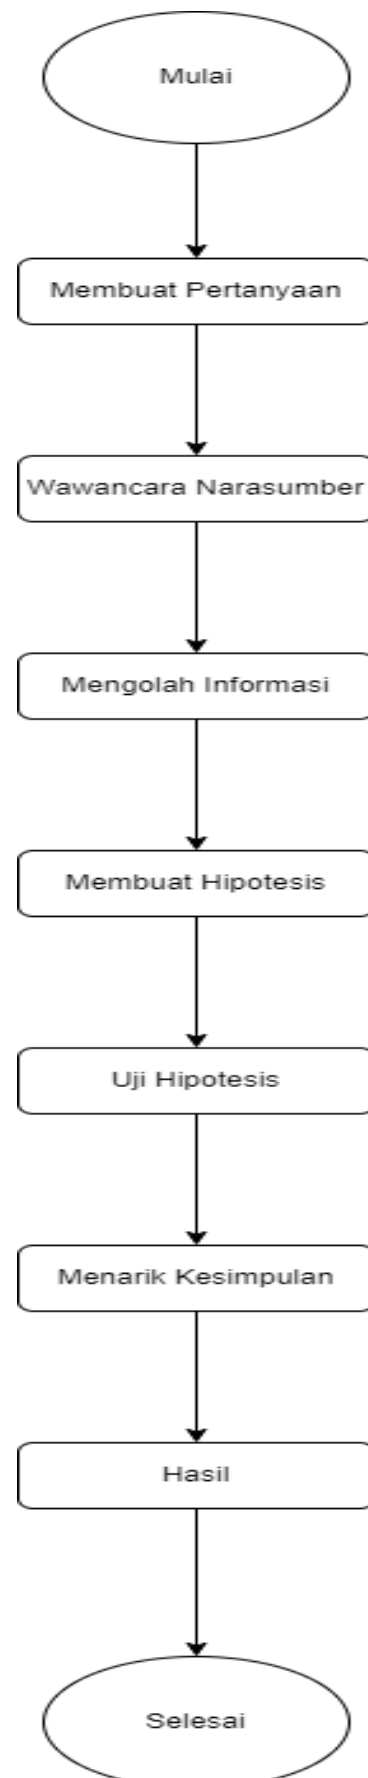 Mulai
Membuat Pertanyaan
Wawancara Narasumber
Mengolah Informasi
Membuat Hipotesis
Uji Hipotesis
Menarik Kesimpulan
Hasil
Selesai